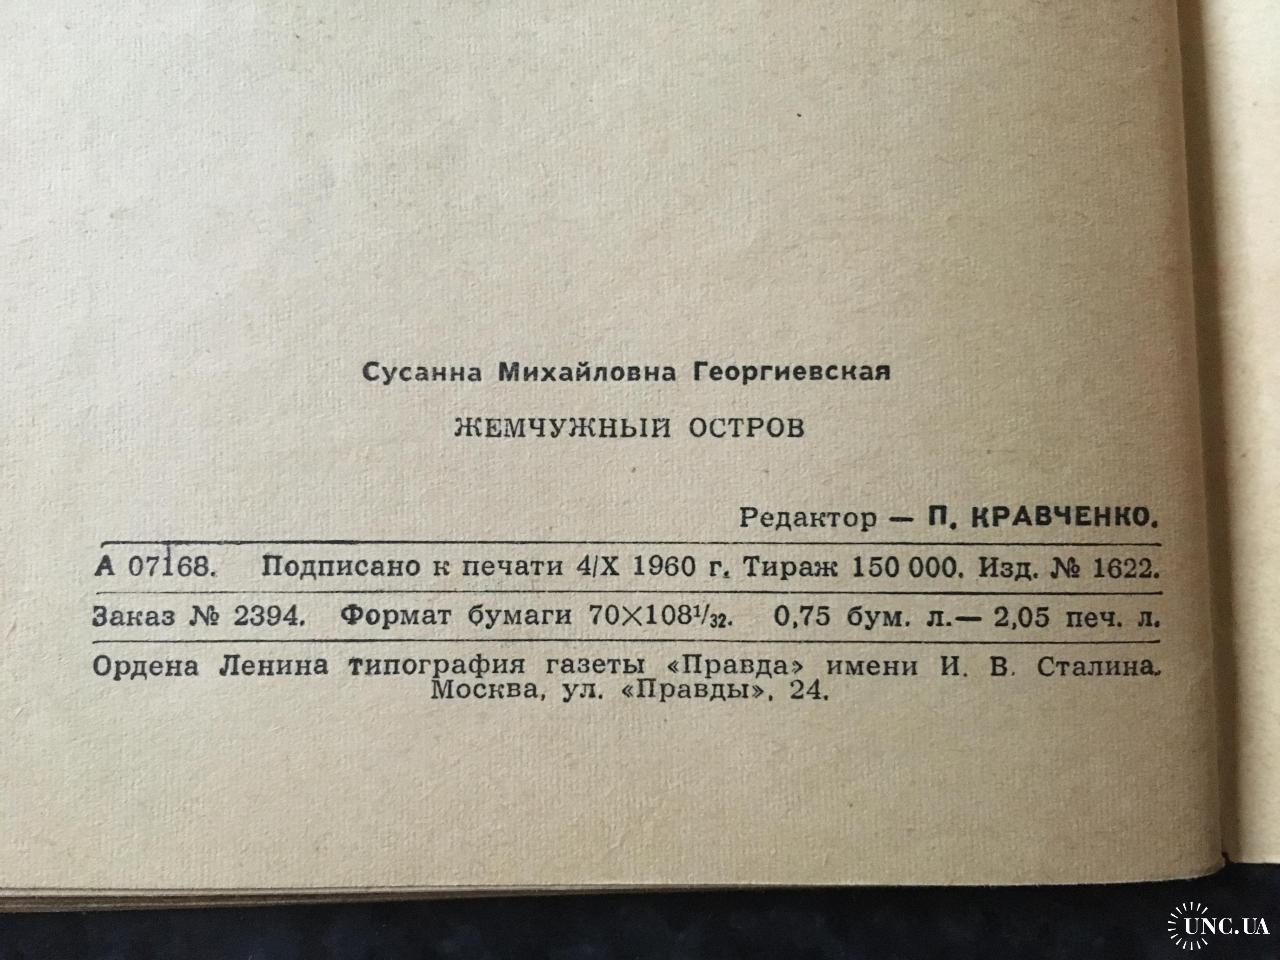 Сусанна Михайловна Георгиевская
ЖЕМЧУЖНЫЙ ОСТРОВ
Редактор — П. КРАВЧЕНКО.
А 07168. Подписано к печати 4/X 1960 г. Тираж 150 000. Изд. № 1622.
Заказ № 2394. Формат бумаги 70×108¹/₃₂. 0,75 бум. л.— 2,05 печ. л.
Ордена Ленина типография газеты «Правда» имени И. В. Сталина.
Москва, ул. «Правды», 24.
UNC.UA